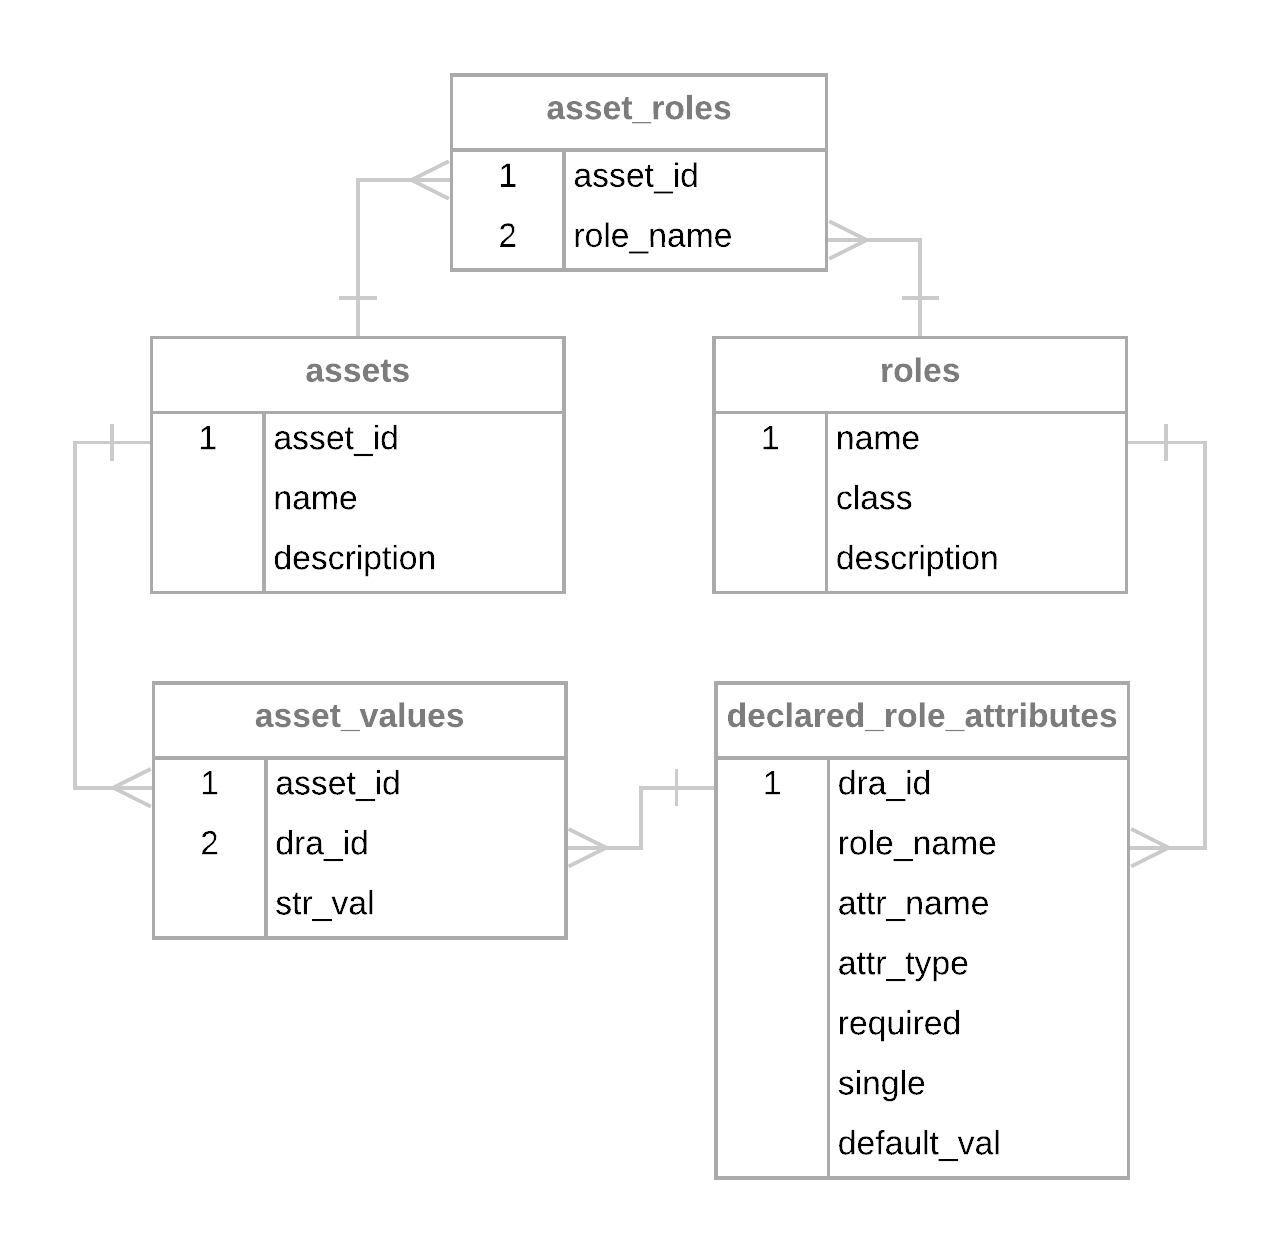 asset_roles
1 asset_id
2 role_name
assets
1 asset_id
name
description
roles
1 name
class
description
asset_values
1 asset_id
2 dra_id
str_val
declared_role_attributes
1 dra_id
role_name
attr_name
attr_type
required
single
default_val